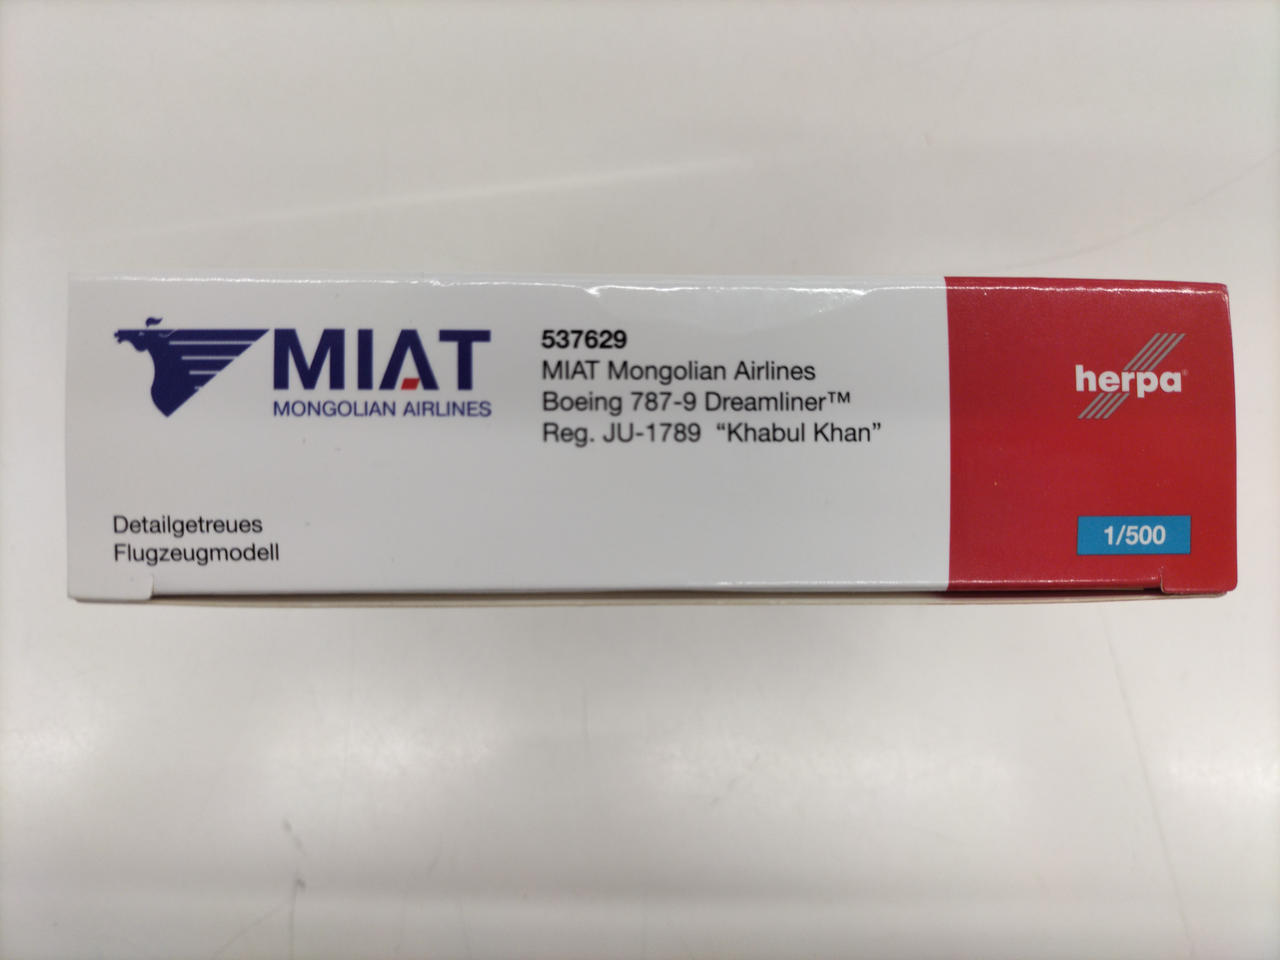 MIAT
MONGOLIAN AIRLINES
537629
MIAT Mongolian Airlines
Boeing 787-9 Dreamliner™
Reg. JU-1789 “Khabul Khan”
Detailgetreues
Flugzeugmodell
herpa
1/500